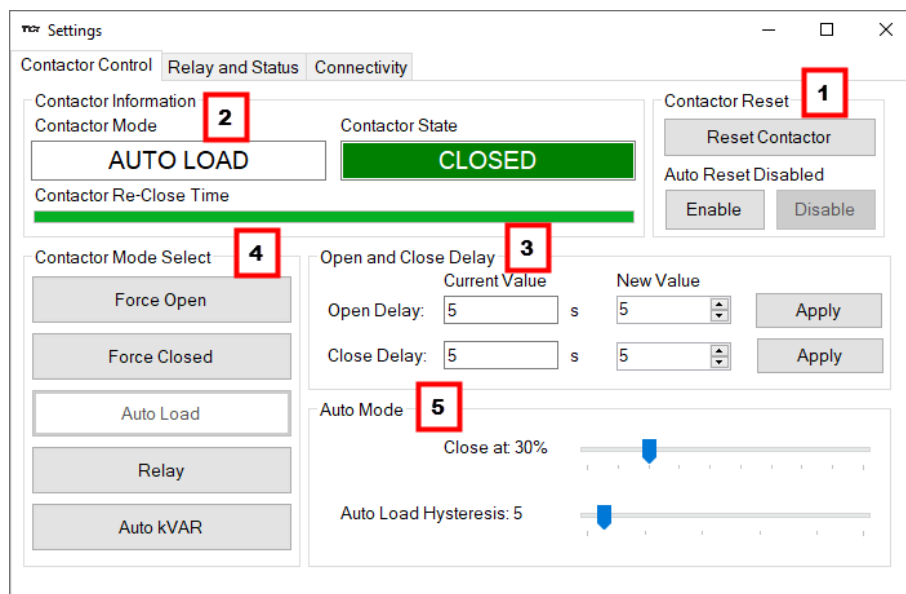 TCI Settings
Contactor Control Relay and Status Connectivity
Contactor Information 2
Contactor Mode Contactor State
AUTO LOAD CLOSED
Contactor Re-Close Time
Contactor Reset 1
Reset Contactor
Auto Reset Disabled
Enable Disable
Contactor Mode Select 4
Force Open
Force Closed
Auto Load
Relay
Auto kVAR
Open and Close Delay 3
Current Value New Value
Open Delay: 5 s 5 Apply
Close Delay: 5 s 5 Apply
Auto Mode 5
Close at: 30%
Auto Load Hysteresis: 5